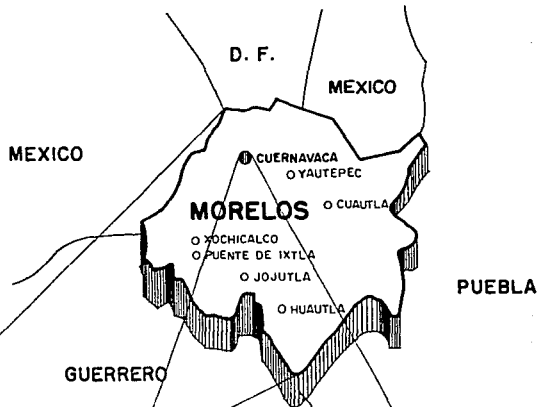 D. F.
MEXICO
MEXICO
CUERNAVACA
YAUTEPEC
CUAUTLA
MORELOS
XOCHICALCO
PUENTE DE IXTLA
JOJUTLA
PUEBLA
HUAUTLA
GUERRERO